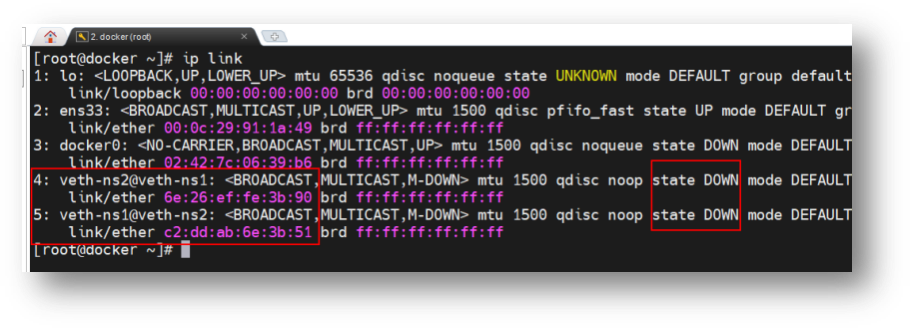 2. docker (root)
[root@docker ~]# ip link
1: lo: <LOOPBACK,UP,LOWER_UP> mtu 65536 qdisc noqueue state UNKNOWN mode DEFAULT group default
link/loopback 00:00:00:00:00:00 brd 00:00:00:00:00:00
2: ens33: <BROADCAST,MULTICAST,UP,LOWER_UP> mtu 1500 qdisc pfifo_fast state UP mode DEFAULT gr
link/ether 00:0c:29:91:1a:49 brd ff:ff:ff:ff:ff:ff
3: docker0: <NO-CARRIER,BROADCAST,MULTICAST,UP> mtu 1500 qdisc noqueue state DOWN mode DEFAULT
link/ether 02:42:7c:06:39:b6 brd ff:ff:ff:ff:ff:ff
4: veth-ns2@veth-ns1: <BROADCAST,MULTICAST,M-DOWN> mtu 1500 qdisc noop state DOWN mode DEFAULT
link/ether 6e:26:ef:fe:3b:90 brd ff:ff:ff:ff:ff:ff
5: veth-ns1@veth-ns2: <BROADCAST,MULTICAST,M-DOWN> mtu 1500 qdisc noop state DOWN mode DEFAULT
link/ether c2:dd:ab:6e:3b:51 brd ff:ff:ff:ff:ff:ff
[root@docker ~]#